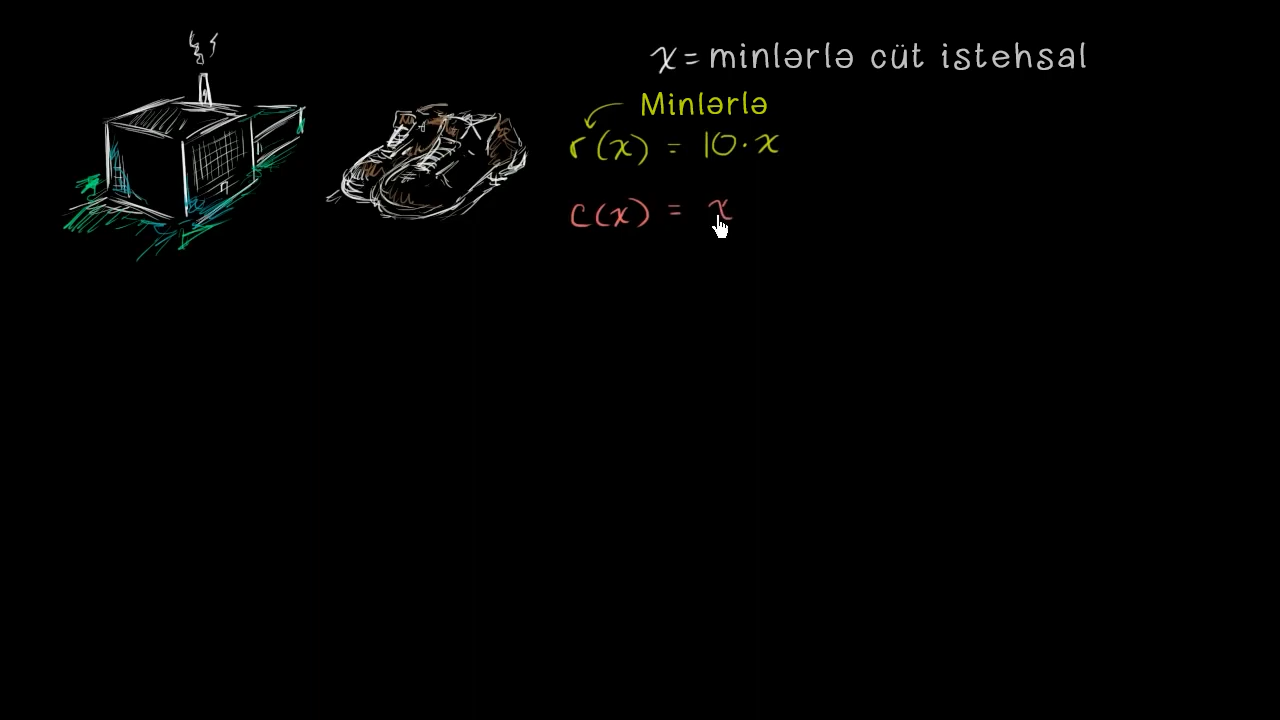 x = minlərlə cüt istehsal
Minlərlə
r(x) = 10·x
c(x) = x